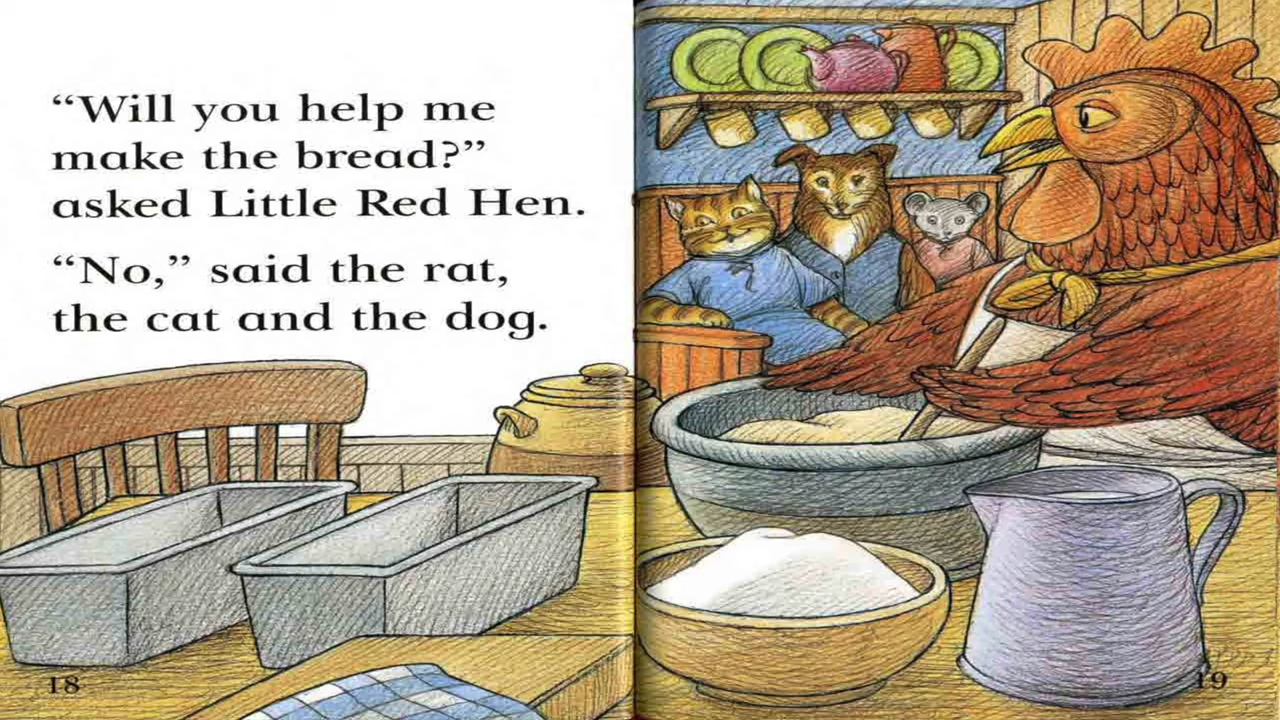 “Will you help me
make the bread?”
asked Little Red Hen.
“No,” said the rat,
the cat and the dog.
18
19